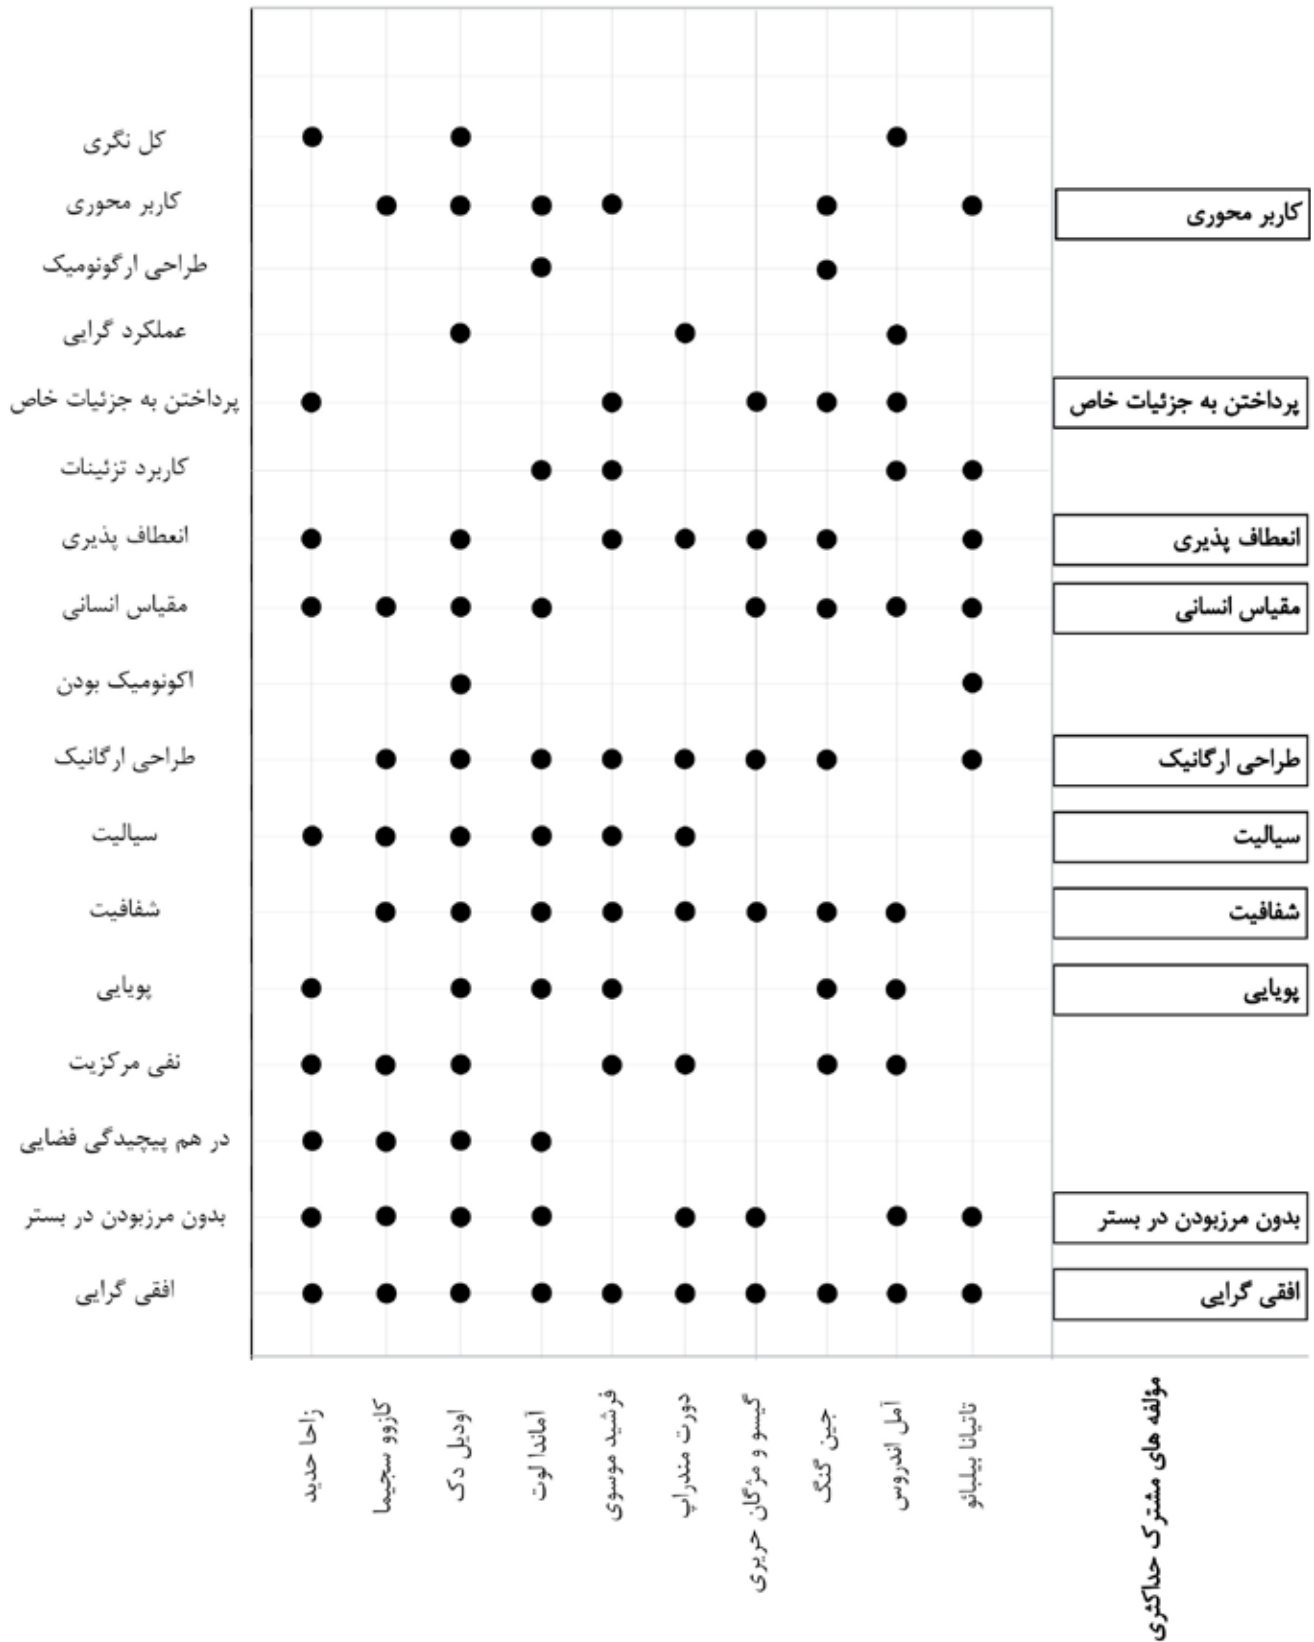 کل نگری
کاربر محوری
کاربر محوری
طراحی ارگونومیک
عملکرد گرایی
پرداختن به جزئیات خاص
پرداختن به جزئیات خاص
کاربرد تزئینات
انعطاف پذیری
انعطاف پذیری
مقیاس انسانی
مقیاس انسانی
اکونومیک بودن
طراحی ارگانیک
طراحی ارگانیک
سیالیت
سیالیت
شفافیت
شفافیت
پویایی
پویایی
نفی مرکزیت
در هم پیچیدگی فضایی
بدون مرزبودن در بستر
بدون مرزبودن در بستر
افقی گرایی
افقی گرایی
زاحا حدید
کازوو سجیما
اودیل دک
آماندا لوت
فرشید موسوی
دورت مندراپ
گیسو و مژگان حریری
جین گنگ
آمل اندروس
تاتیانا بیلبائو
مؤلفه های مشترک حداکثری